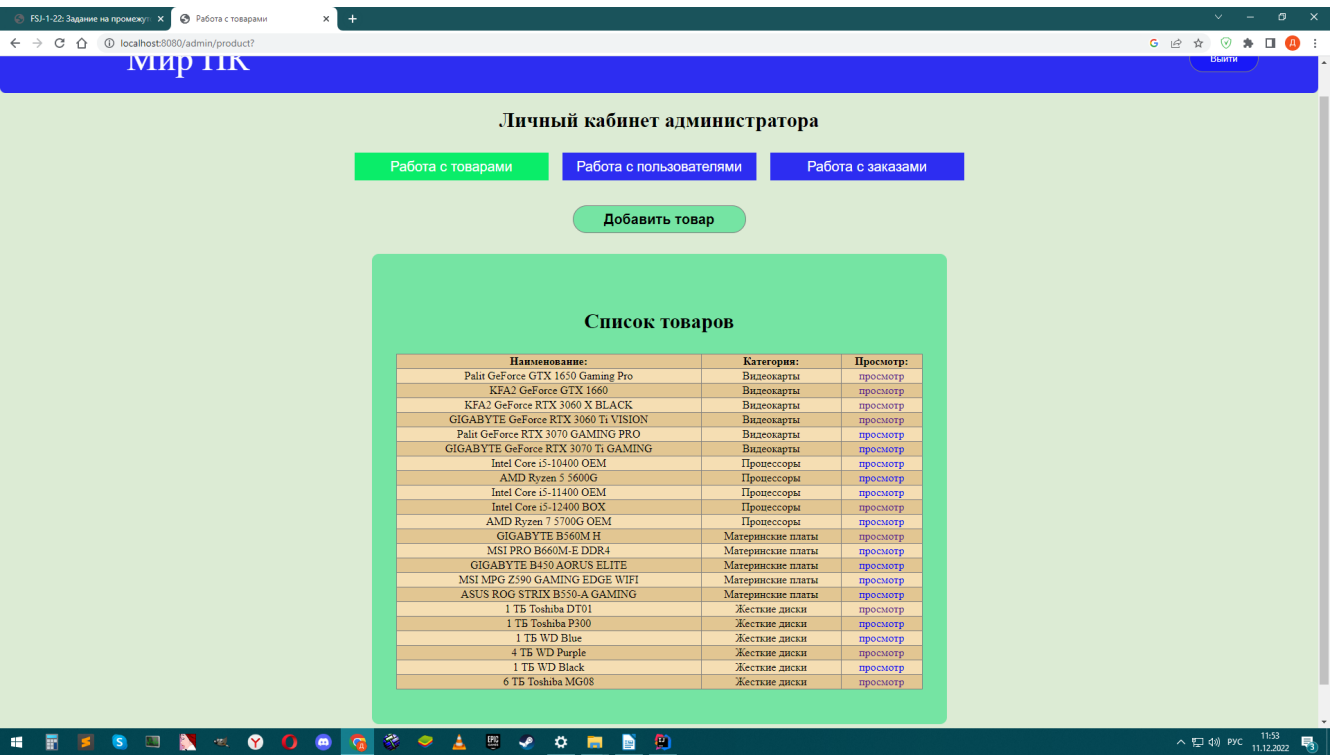 FSJ-1-22: Задание на промежут
Работа с товарами
localhost:8080/admin/product?
Мир ПК
Выйти
Личный кабинет администратора
Работа с товарами Работа с пользователями Работа с заказами
Добавить товар
Список товаров
Наименование: Категория: Просмотр:
Palit GeForce GTX 1650 Gaming Pro Видеокарты просмотр
KFA2 GeForce GTX 1660 Видеокарты просмотр
KFA2 GeForce RTX 3060 X BLACK Видеокарты просмотр
GIGABYTE GeForce RTX 3060 Ti VISION Видеокарты просмотр
Palit GeForce RTX 3070 GAMING PRO Видеокарты просмотр
GIGABYTE GeForce RTX 3070 Ti GAMING Видеокарты просмотр
Intel Core i5-10400 OEM Процессоры просмотр
AMD Ryzen 5 5600G Процессоры просмотр
Intel Core i5-11400 OEM Процессоры просмотр
Intel Core i5-12400 BOX Процессоры просмотр
AMD Ryzen 7 5700G OEM Процессоры просмотр
GIGABYTE B560M H Материнские платы просмотр
MSI PRO B660M-E DDR4 Материнские платы просмотр
GIGABYTE B450 AORUS ELITE Материнские платы просмотр
MSI MPG Z590 GAMING EDGE WIFI Материнские платы просмотр
ASUS ROG STRIX B550-A GAMING Материнские платы просмотр
1 ТБ Toshiba DT01 Жесткие диски просмотр
1 ТБ Toshiba P300 Жесткие диски просмотр
1 ТБ WD Blue Жесткие диски просмотр
4 ТБ WD Purple Жесткие диски просмотр
1 ТБ WD Black Жесткие диски просмотр
6 ТБ Toshiba MG08 Жесткие диски просмотр
РУС
11:53
11.12.2022